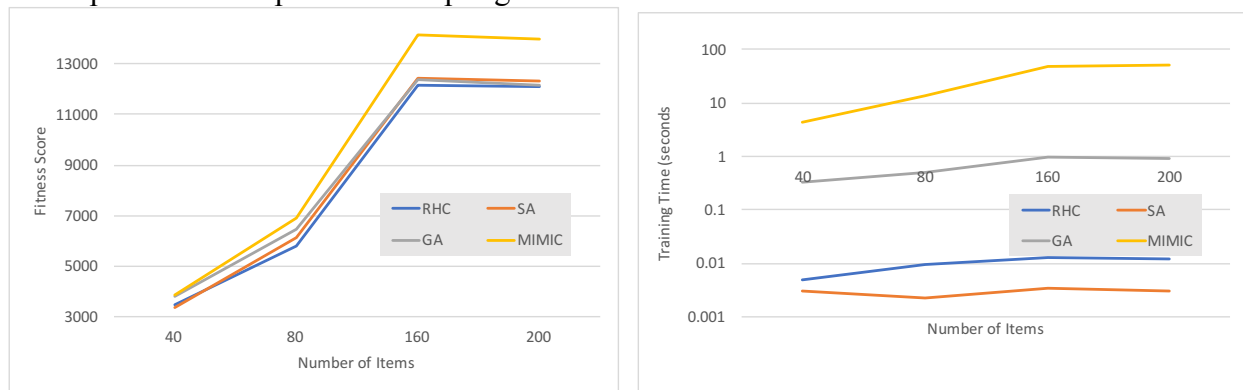 13000
11000
9000
7000
5000
3000
Fitness Score
RHC SA
GA MIMIC
40 80 160 200
Number of Items
100
10
1
0.1
0.01
0.001
Training Time (seconds
40 80 160 200
RHC SA
GA MIMIC
Number of Items